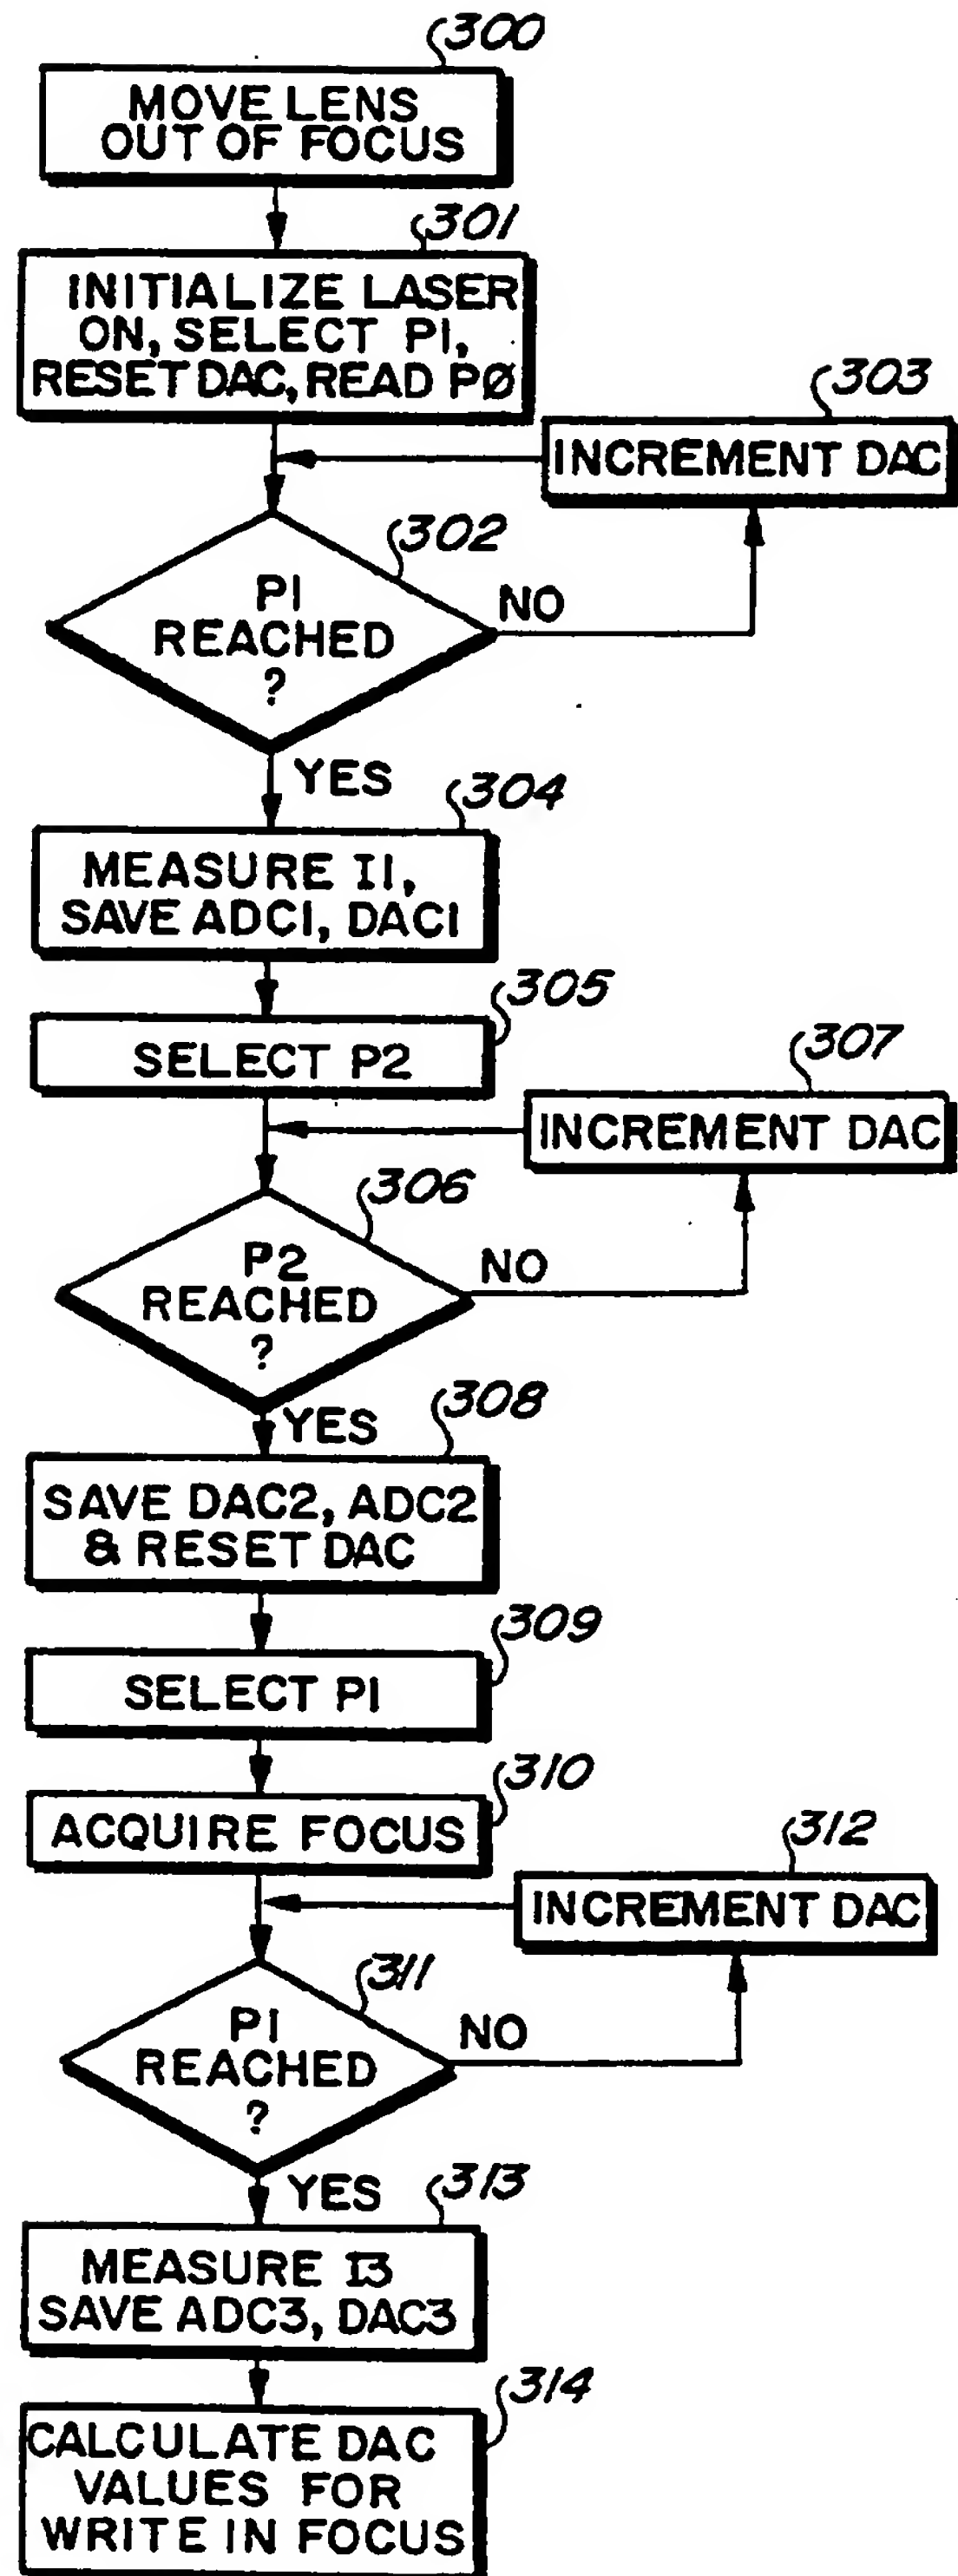 300
MOVE LENS
OUT OF FOCUS
301
INITIALIZE LASER
ON, SELECT P1,
RESET DAC, READ PØ
303
INCREMENT DAC
302
P1
REACHED
?
NO
YES
304
MEASURE I1,
SAVE ADC1, DAC1
305
SELECT P2
307
INCREMENT DAC
306
P2
REACHED
?
NO
YES
308
SAVE DAC2, ADC2
& RESET DAC
309
SELECT P1
310
ACQUIRE FOCUS
312
INCREMENT DAC
311
P1
REACHED
?
NO
YES
313
MEASURE I3
SAVE ADC3, DAC3
314
CALCULATE DAC
VALUES FOR
WRITE IN FOCUS